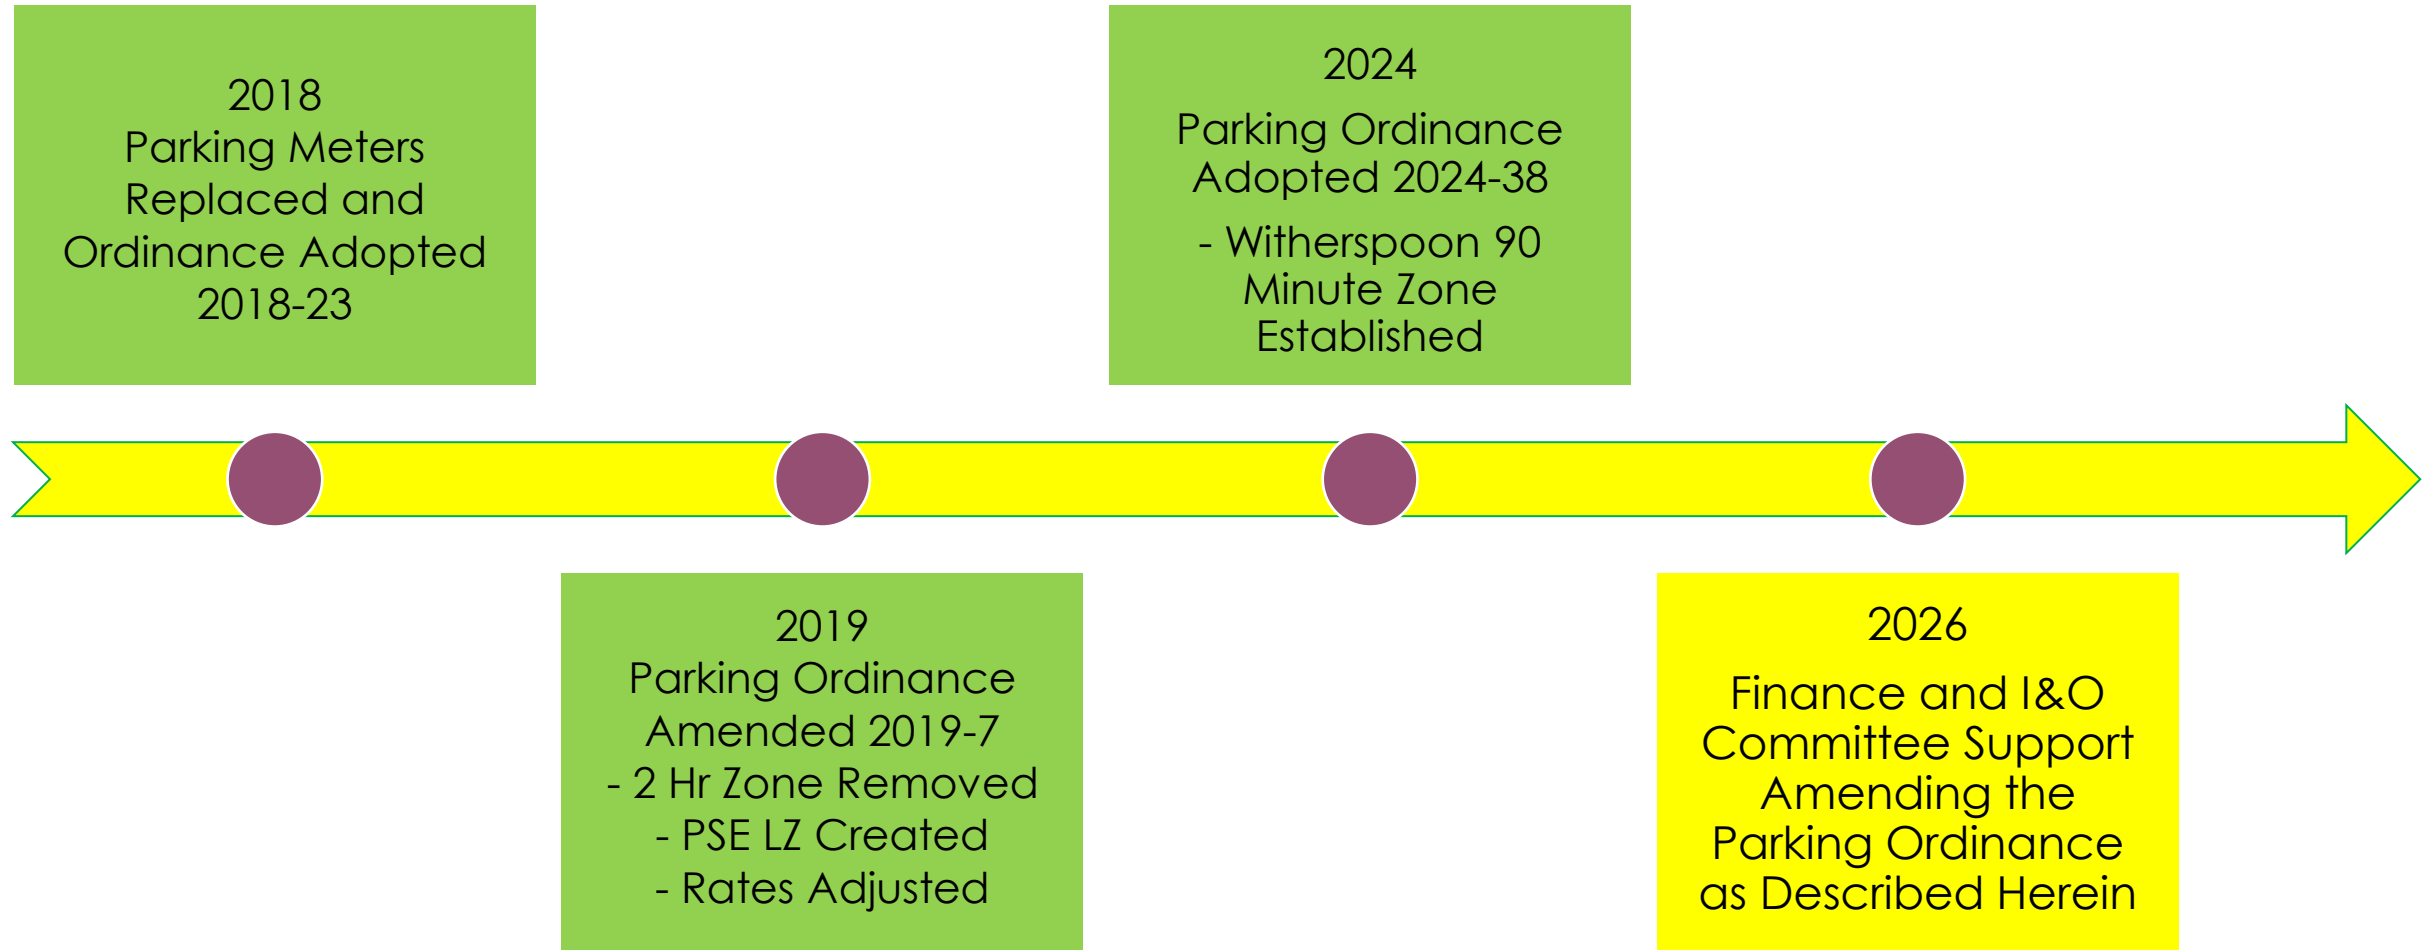 2018
Parking Meters
Replaced and
Ordinance Adopted
2018-23
2019
Parking Ordinance
Amended 2019-7
- 2 Hr Zone Removed
- PSE LZ Created
- Rates Adjusted
2024
Parking Ordinance
Adopted 2024-38
- Witherspoon 90
Minute Zone
Established
2026
Finance and I&O
Committee Support
Amending the
Parking Ordinance
as Described Herein